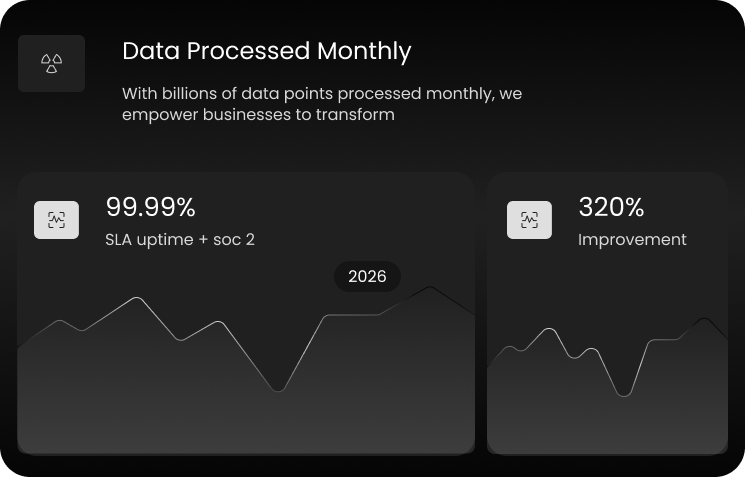 Data Processed Monthly
With billions of data points processed monthly, we
empower businesses to transform
99.99%
SLA uptime + soc 2
320%
Improvement
2026